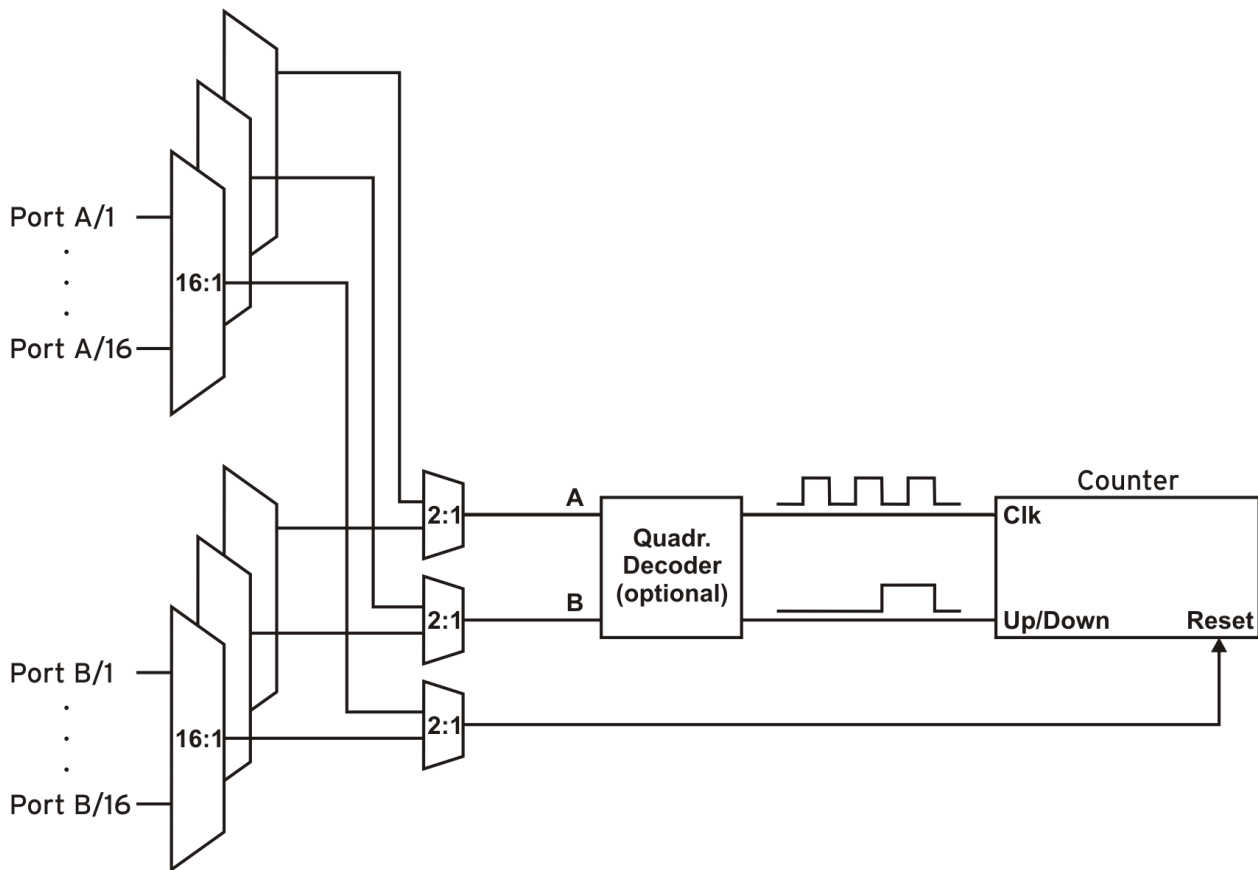 Port A/1
16:1
Port A/16
A
2:1
Quadr.
Decoder
(optional)
Counter
Clk
B
2:1
Up/Down
Reset
Port B/1
2:1
16:1
Port B/16